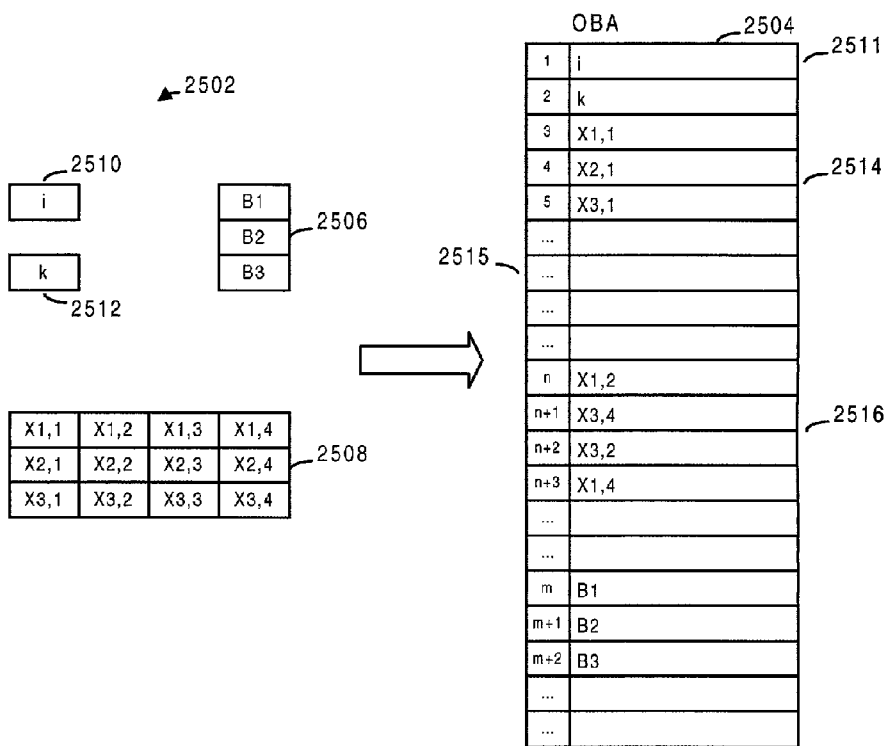 OBA
2504
2511
2502
2510
i
B1
B2
2506
k
B3
2512
X1,1 X1,2 X1,3 X1,4
X2,1 X2,2 X2,3 X2,4
2508
X3,1 X3,2 X3,3 X3,4
1 i
2 k
3 X1,1
4 X2,1
2514
5 X3,1
...
2515
...
...
...
n X1,2
n+1 X3,4
2516
n+2 X3,2
n+3 X1,4
...
...
m B1
m+1 B2
m+2 B3
...
...